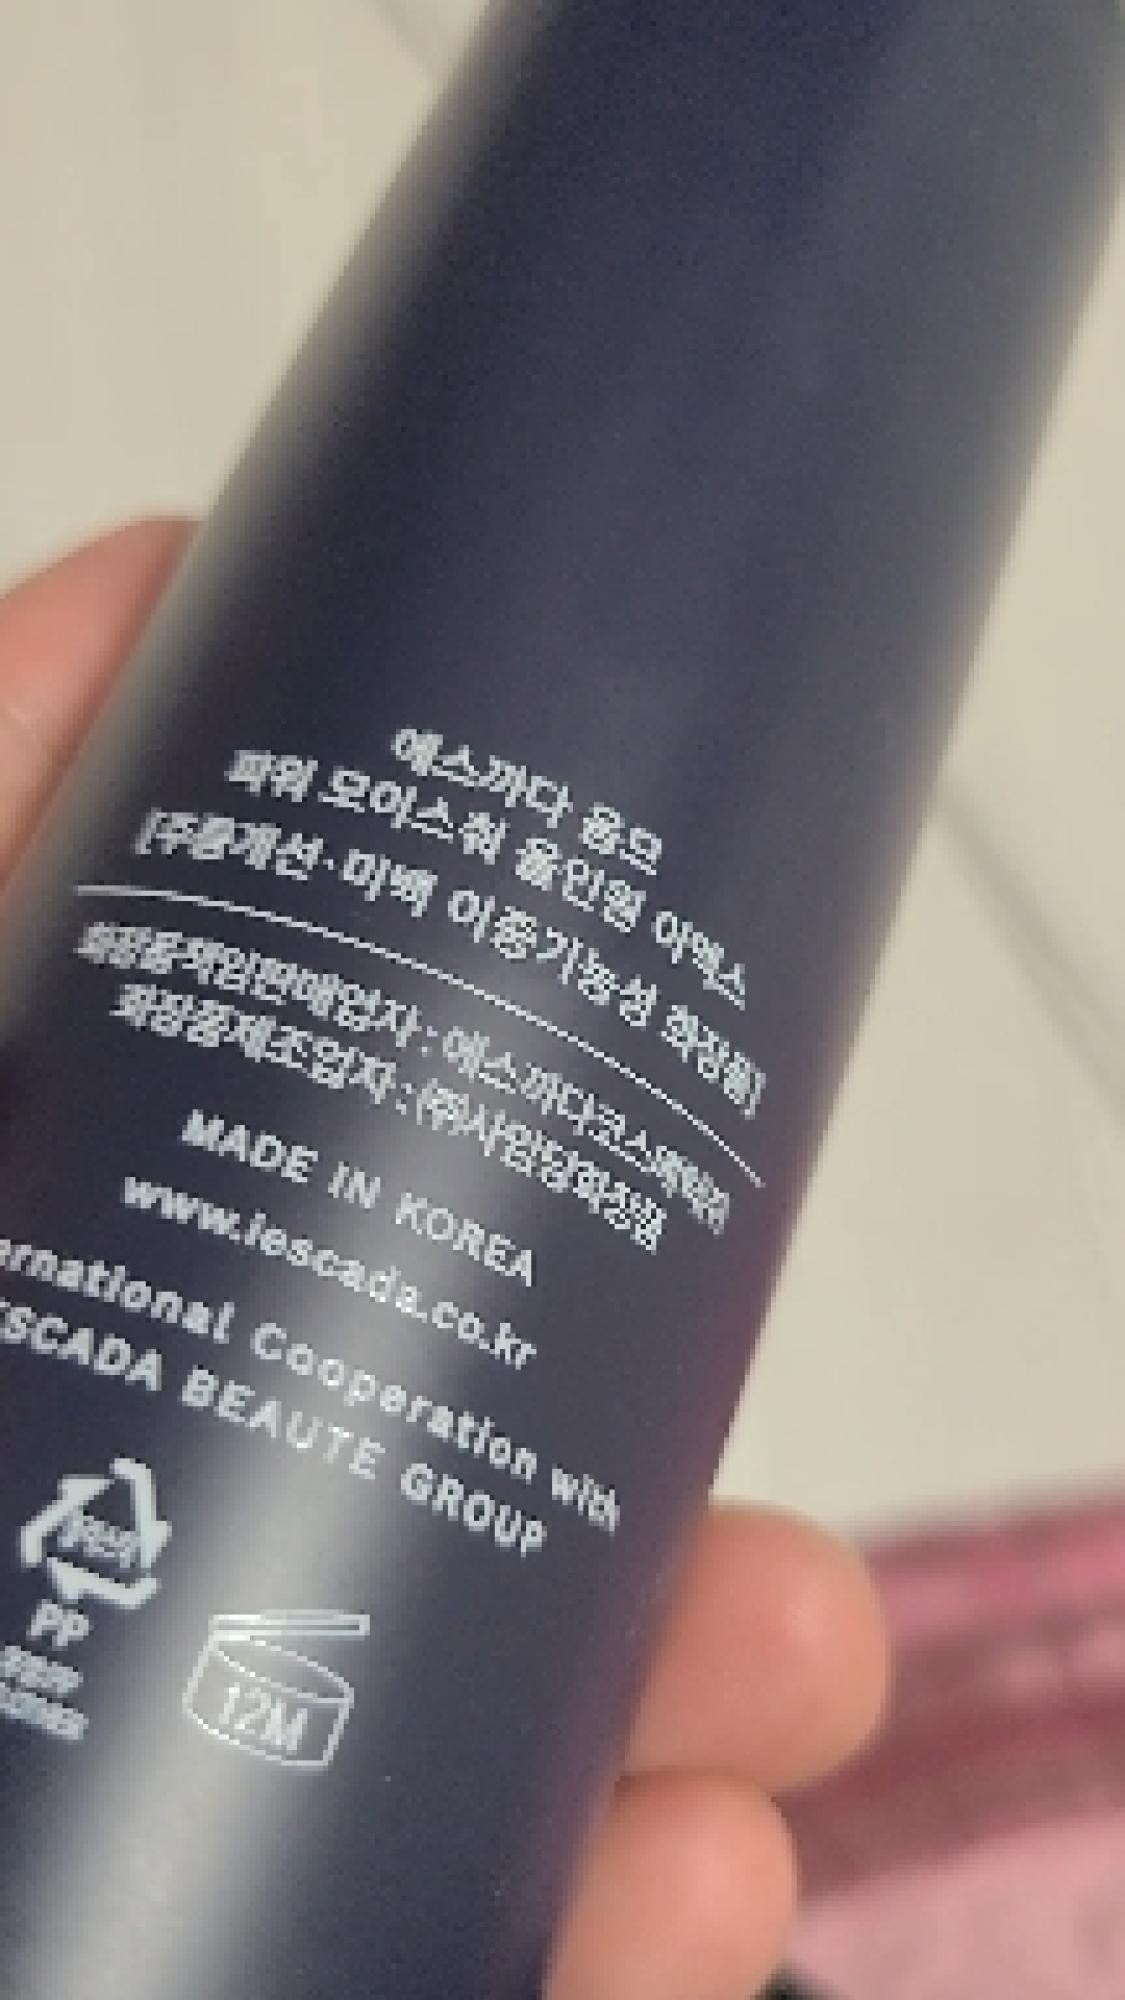 에스까다 옴므
파워 모이스춰 올인원 이엑스
[주름개선·미백 이중기능성 화장품]
화장품책임판매업자 : 에스까다코스메틱
화장품제조업자 : (주)사임당화장품
MADE IN KOREA
www.iescada.co.kr
ernational Cooperation with
ESCADA BEAUTE GROUP
PP
12M